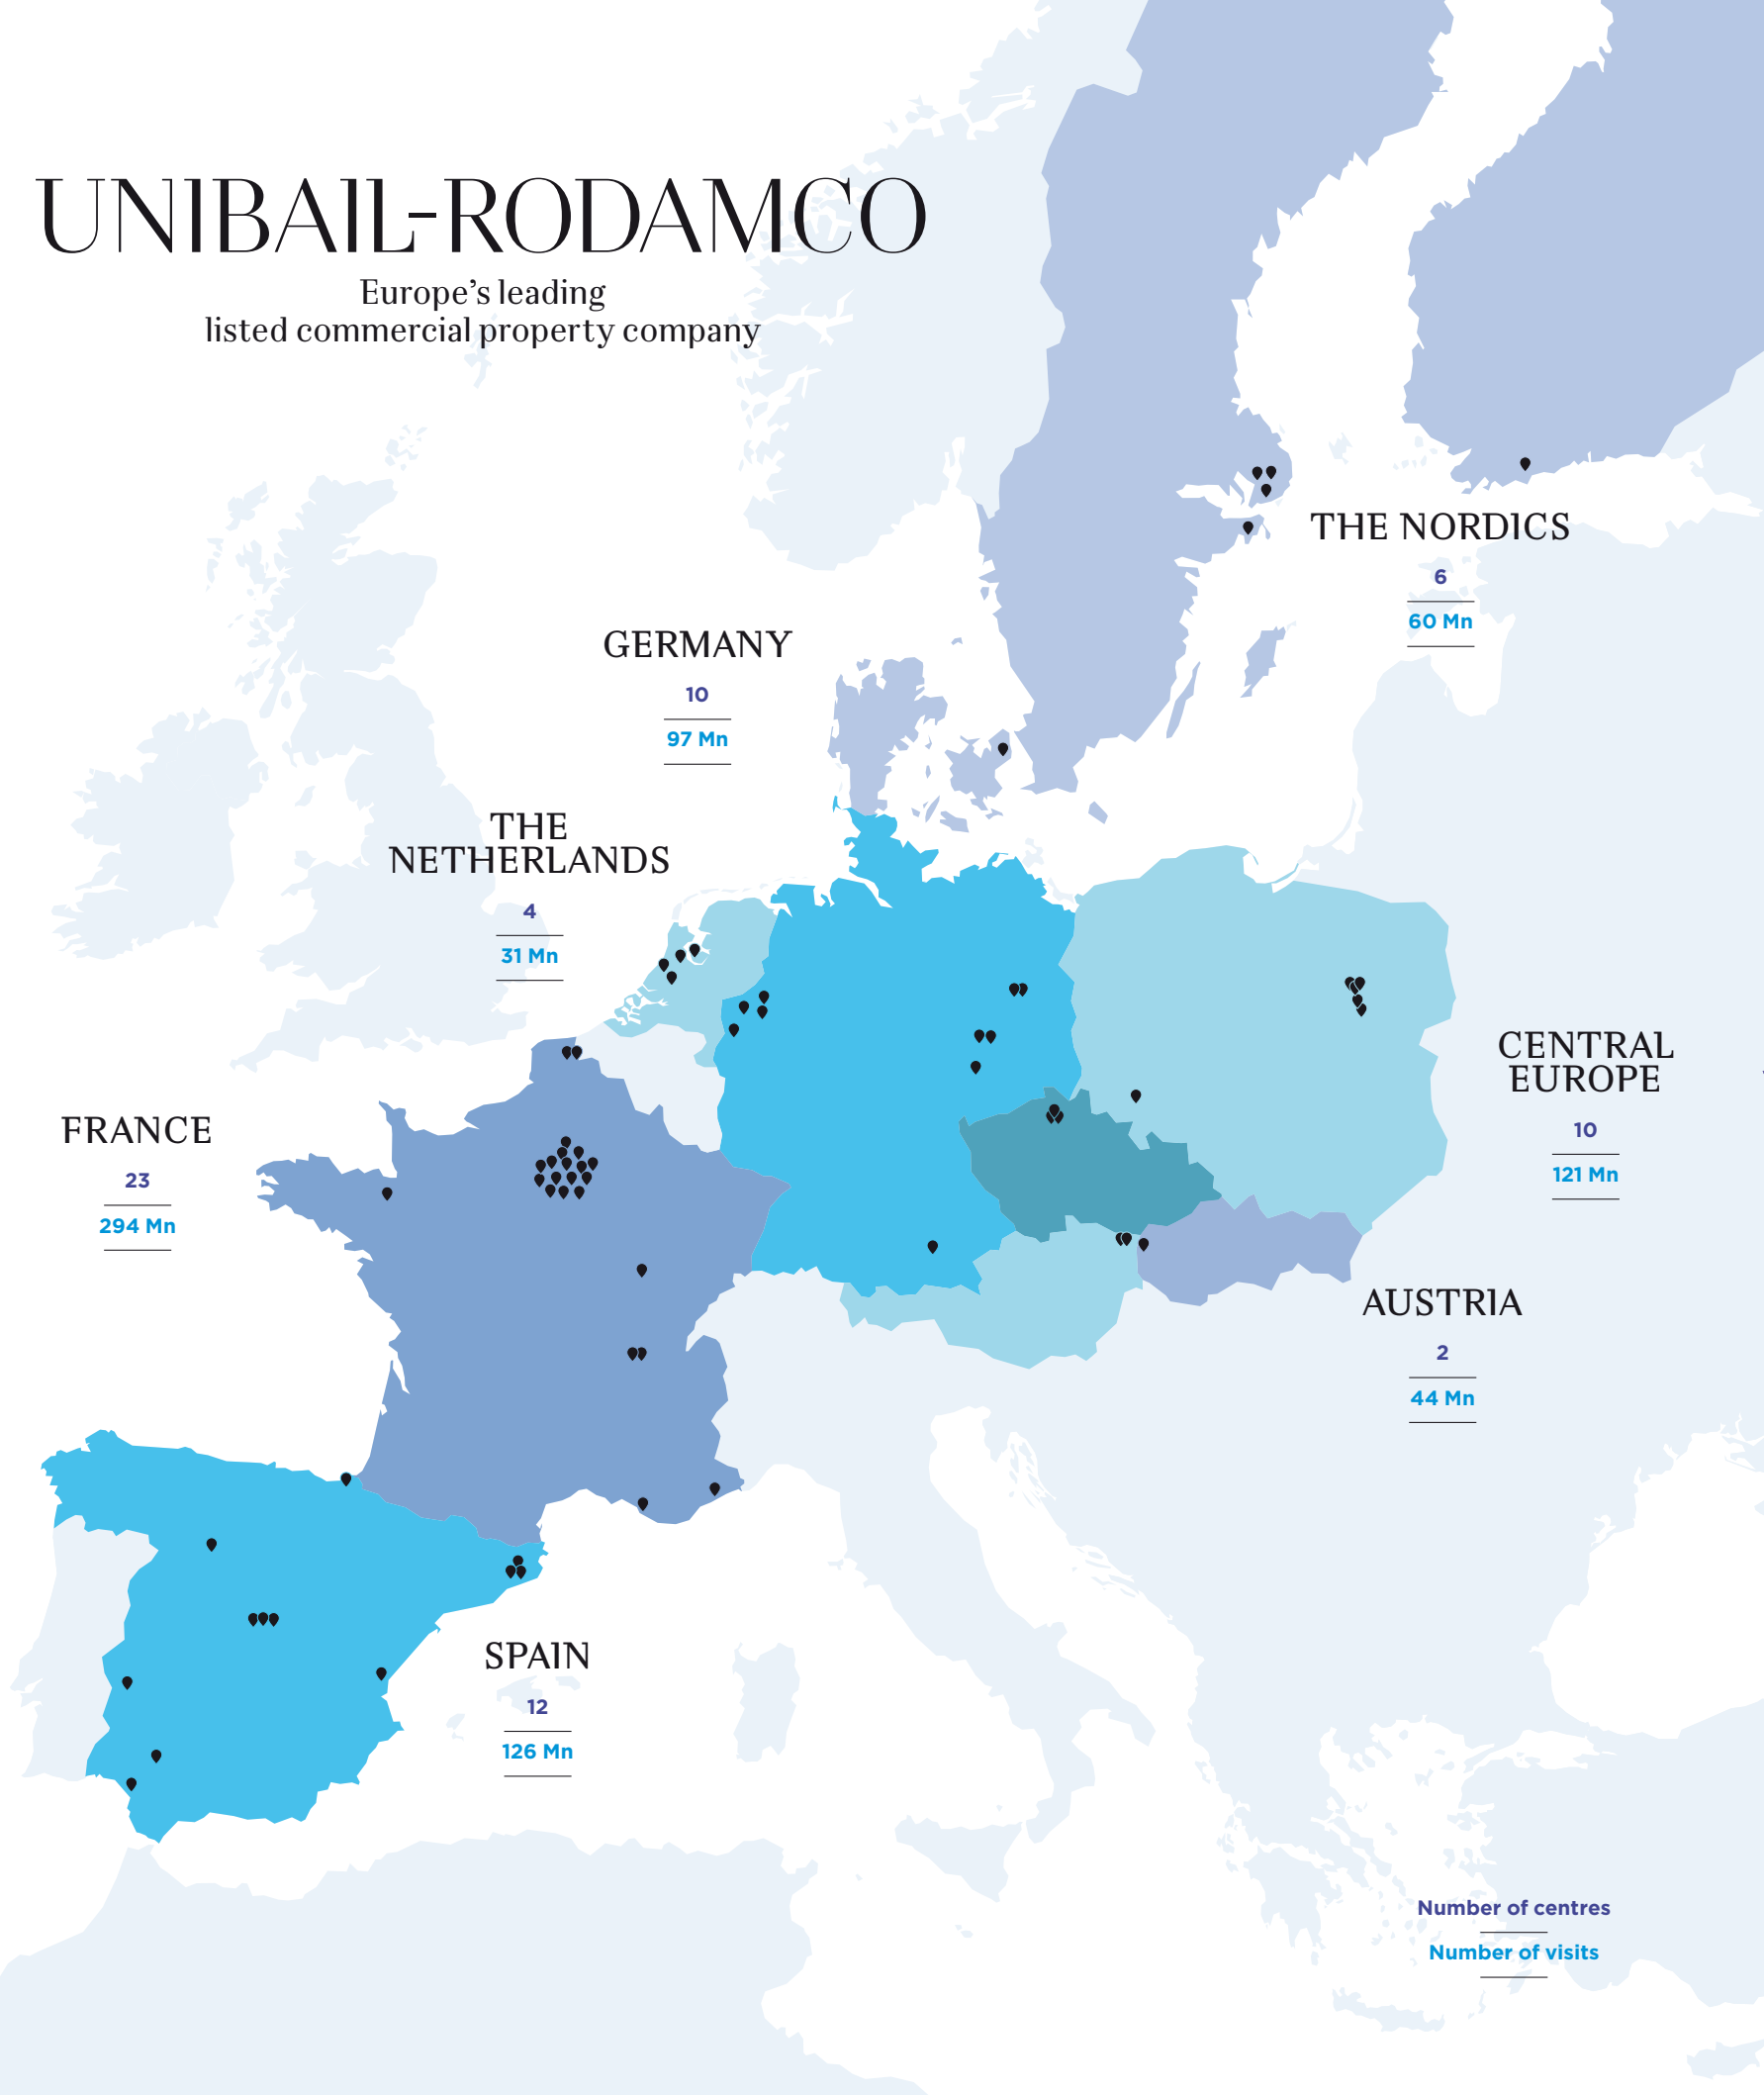 UNIBAIL-RODAMCO
Europe’s leading
listed commercial property company
THE NORDICS
6
60 Mn
GERMANY
10
97 Mn
THE
NETHERLANDS
4
31 Mn
CENTRAL
EUROPE
10
121 Mn
FRANCE
23
294 Mn
AUSTRIA
2
44 Mn
SPAIN
12
126 Mn
Number of centres
Number of visits